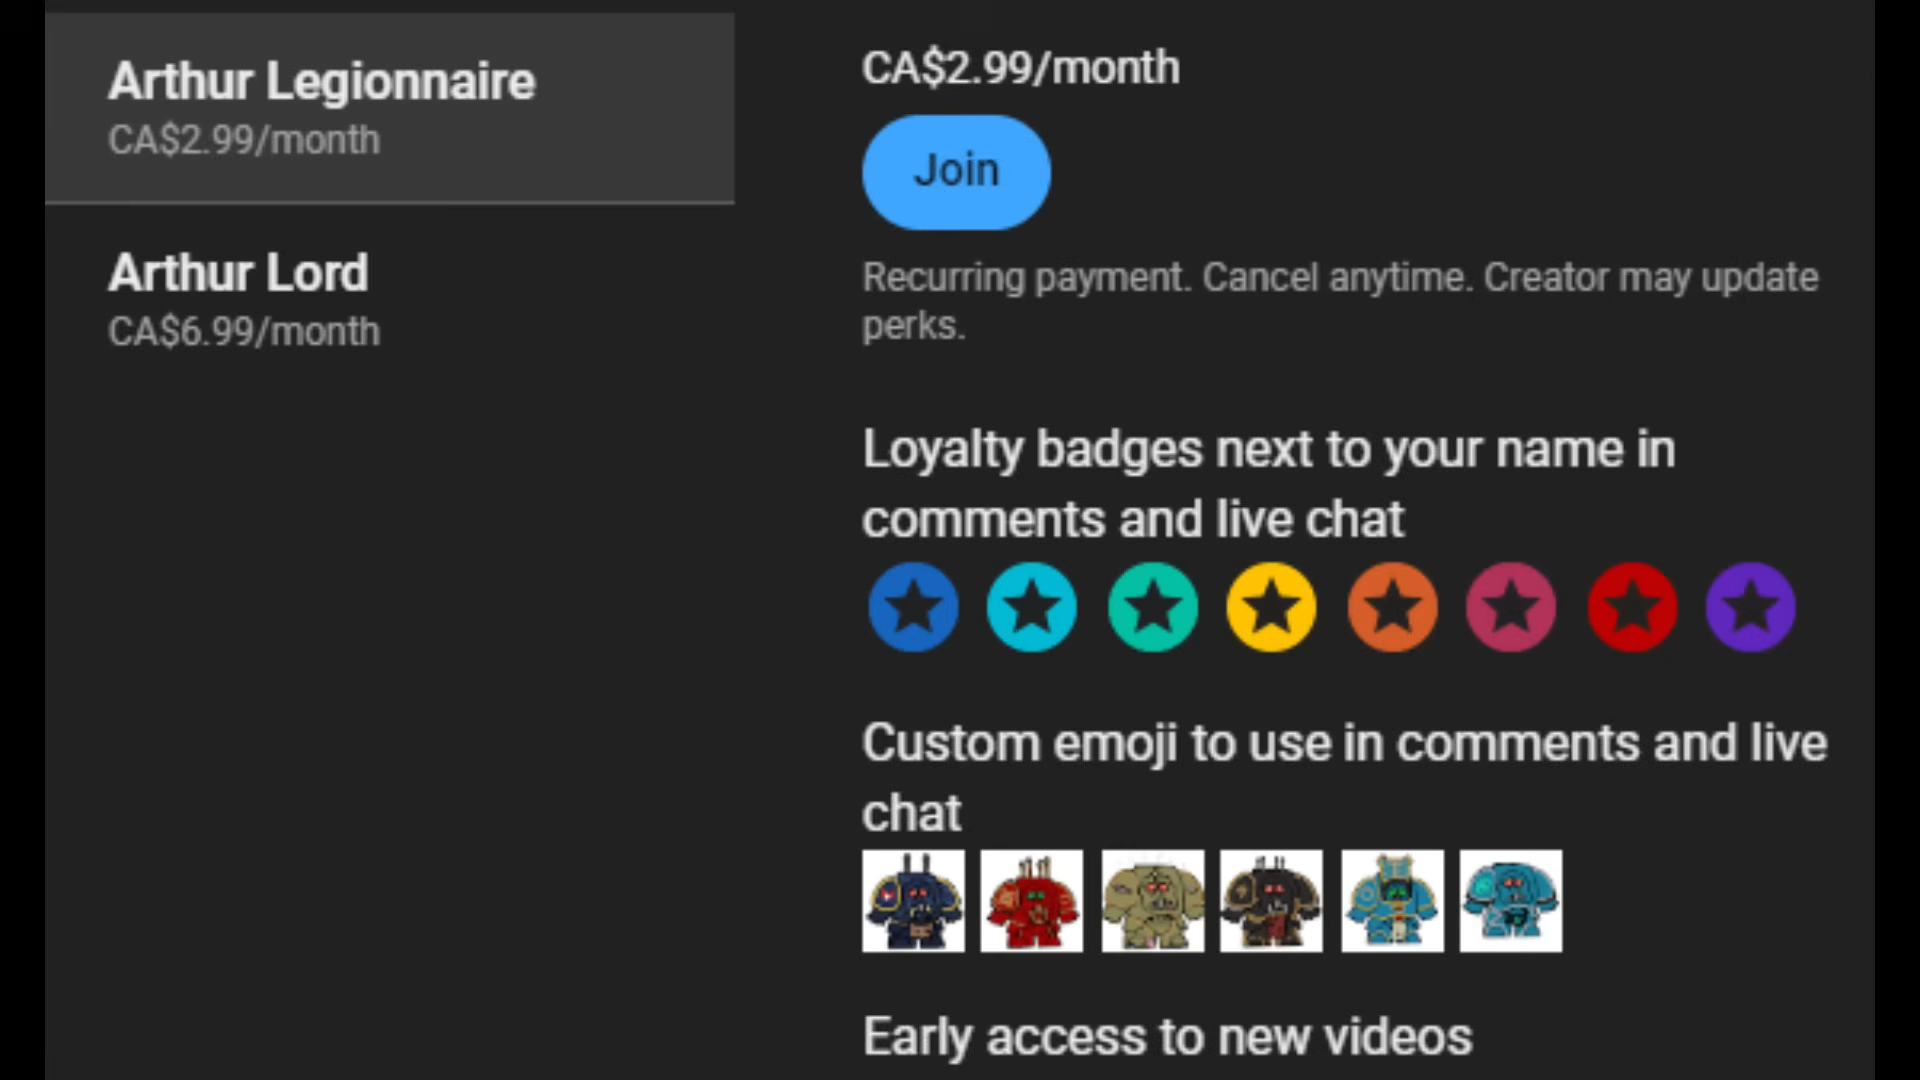 Arthur Legionnaire
CA$2.99/month
Arthur Lord
CA$6.99/month
CA$2.99/month
Join
Recurring payment. Cancel anytime. Creator may update
perks.
Loyalty badges next to your name in
comments and live chat
Custom emoji to use in comments and live
chat
Early access to new videos